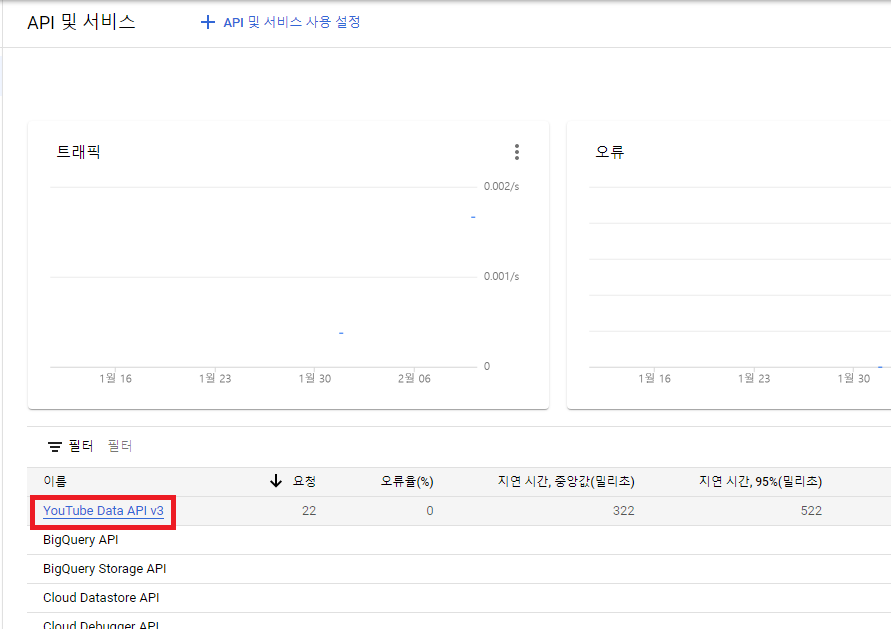 API 및 서비스
API 및 서비스 사용 설정
트래픽
0.002/s
0.001/s
0
1월 16
1월 23
1월 30
2월 06
오류
1월 16
1월 23
1월 30
필터 필터
이름 요청 오류율(%) 지연 시간, 중앙값(밀리초) 지연 시간, 95%(밀리초)
YouTube Data API v3 22 0 322 522
BigQuery API
BigQuery Storage API
Cloud Datastore API
Cloud Debugger API